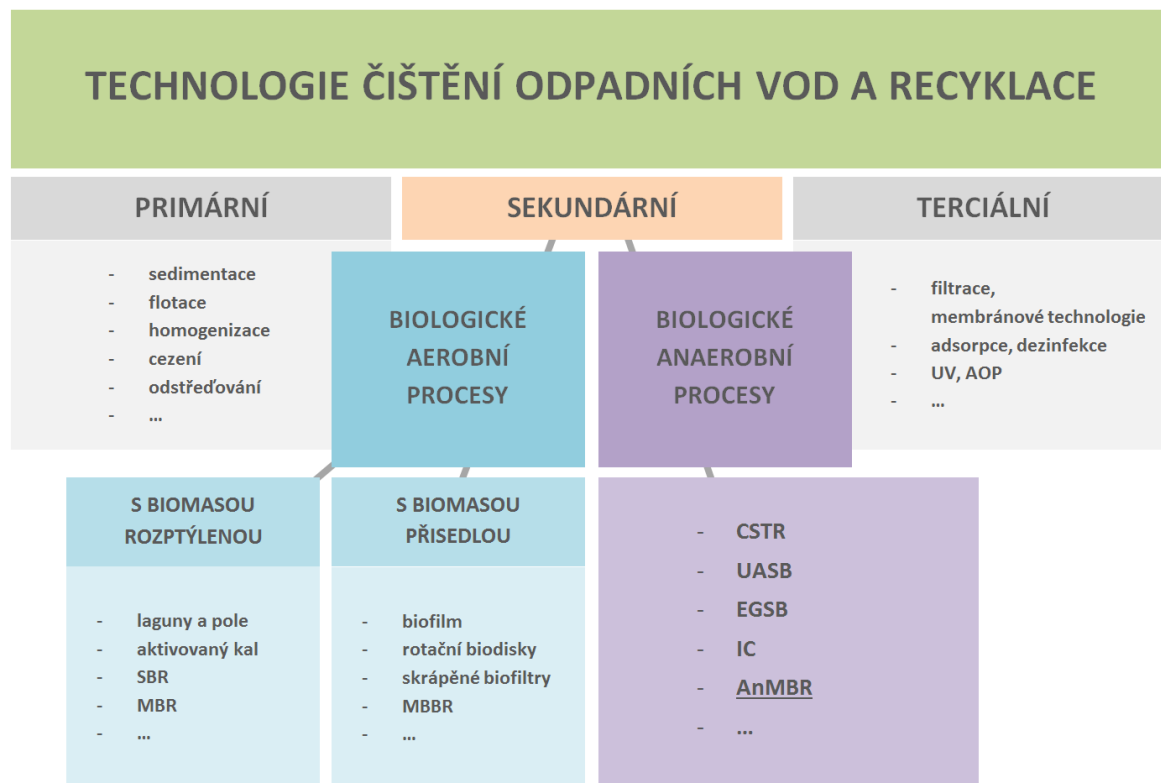 TECHNOLOGIE ČIŠTĚNÍ ODPADNÍCH VOD A RECYKLACE
PRIMÁRNÍ
- sedimentace
- flotace
- homogenizace
- cezení
- odstřeďování
- ...
SEKUNDÁRNÍ
BIOLOGICKÉ
AEROBNÍ
PROCESY
BIOLOGICKÉ
ANAEROBNÍ
PROCESY
TERCIÁLNÍ
- filtrace,
membránové technologie
- adsorpce, dezinfekce
- UV, AOP
- ...
S BIOMASOU
ROZPTÝLENOU
- laguny a pole
- aktivovaný kal
- SBR
- MBR
- ...
S BIOMASOU
PŘISEDLOU
- biofilm
- rotační biodisky
- skrápěné biofiltry
- MBBR
- ...
- CSTR
- UASB
- EGSB
- IC
- AnMBR
- ...